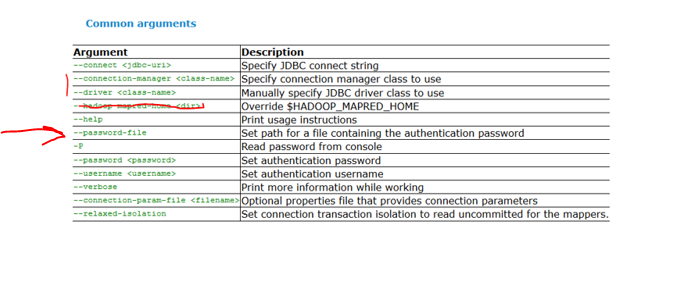 Common arguments
Argument Description
--connect <jdbc-uri> Specify JDBC connect string
--connection-manager <class-name> Specify connection manager class to use
--driver <class-name> Manually specify JDBC driver class to use
--hadoop-mapred-home <dir> Override $HADOOP_MAPRED_HOME
--help Print usage instructions
--password-file Set path for a file containing the authentication password
-P Read password from console
--password <password> Set authentication password
--username <username> Set authentication username
--verbose Print more information while working
--connection-param-file <filename> Optional properties file that provides connection parameters
--relaxed-isolation Set connection transaction isolation to read uncommitted for the mappers.